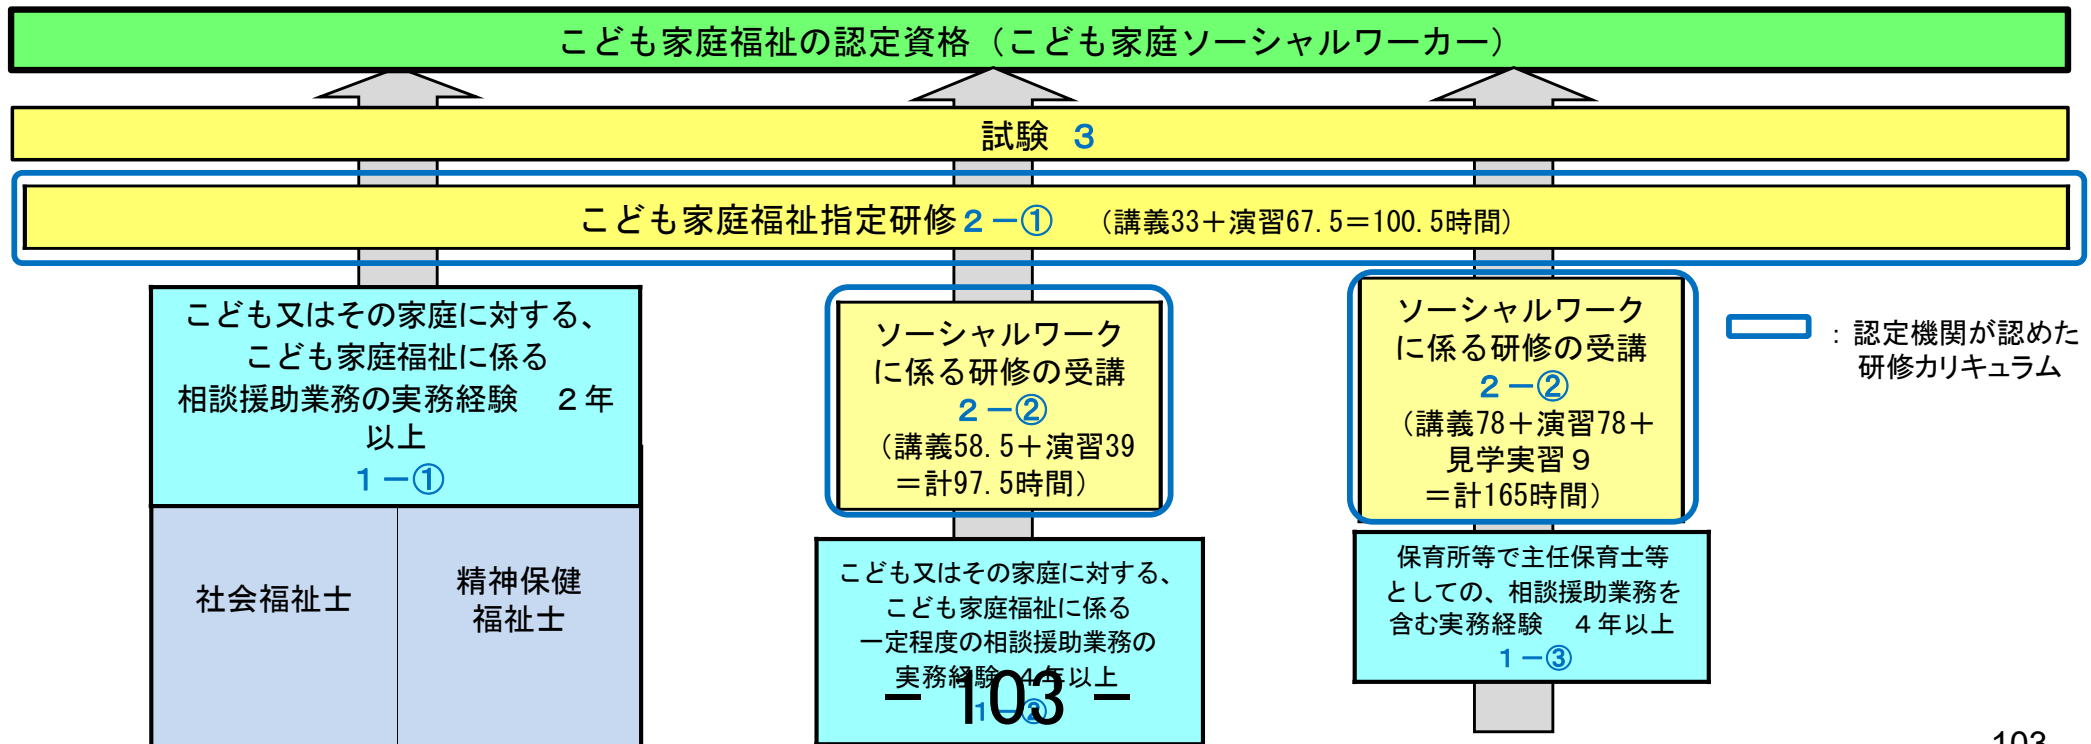 こども家庭福祉の認定資格（こども家庭ソーシャルワーカー）
試験　３
こども家庭福祉指定研修２－①　（講義33＋演習67.5＝100.5時間）
こども又はその家庭に対する、
こども家庭福祉に係る
相談援助業務の実務経験　２年
以上
１－①
社会福祉士
精神保健
福祉士
ソーシャルワーク
に係る研修の受講
２－②
（講義58.5＋演習39
＝計97.5時間）
こども又はその家庭に対する、
こども家庭福祉に係る
一定程度の相談援助業務の
実務経験　４年以上
１－②
ソーシャルワーク
に係る研修の受講
２－②
（講義78＋演習78＋
見学実習９
＝計165時間）
保育所等で主任保育士等
としての、相談援助業務を
含む実務経験　４年以上
１－③
：認定機関が認めた
研修カリキュラム
－ 103 －
103